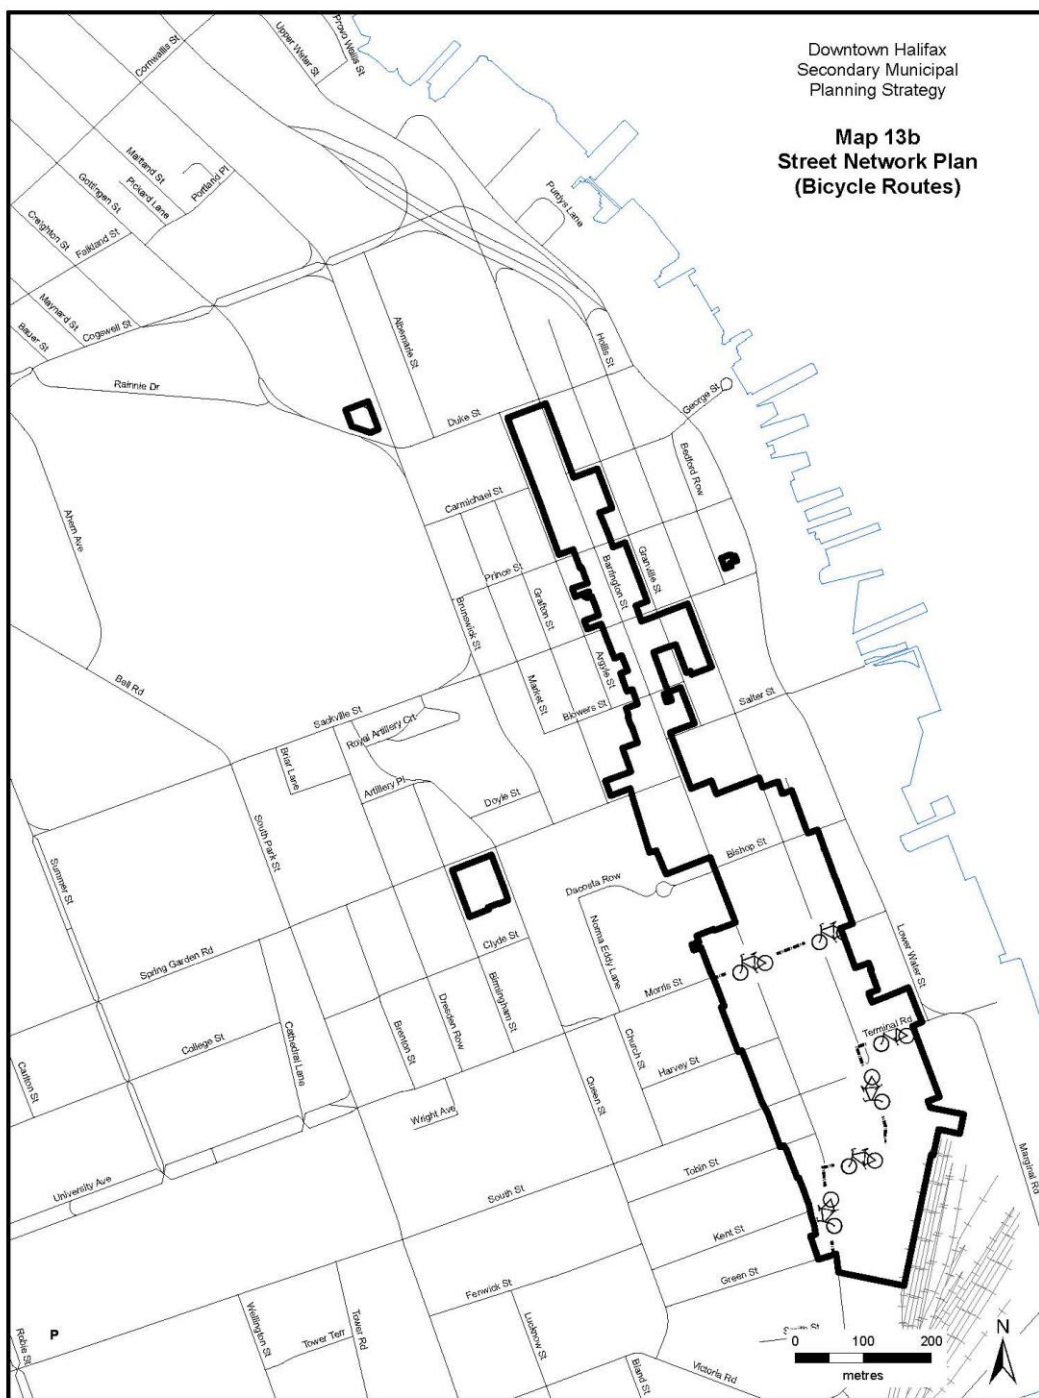 Downtown Halifax
Secondary Municipal
Planning Strategy
Map 13b
Street Network Plan
(Bicycle Routes)
Cornwallis St
Upper Water St
Provo Wallis St
Maitland St
Gottingen St
Pickard Lane
Portland Pl
Creighton St
Falkland St
Purdys Lane
Maynard St
Bauer St
Cogswell St
Albemarle St
Hollis St
Rainnie Dr
George St
Duke St
Bedford Row
Carmichael St
Ahern Ave
Prince St
Barrington St
Granville St
Grafton St
Brunswick St
Argyle St
Bell Rd
Market St
Blowers St
Salter St
Sackville St
Royal Artillery Crt
Briar Lane
Artillery Pl
Doyle St
South Park St
Bishop St
Summer St
Dacosta Row
Norma Eddy Lane
Lower Water St
Clyde St
Spring Garden Rd
Birmingham St
Morris St
Dresden Row
Terminal Rd
Brenton St
College St
Cathedral Lane
Church St
Harvey St
Carlton St
Queen St
Wright Ave
Marginal Rd
Tobin St
University Ave
South St
Kent St
Green St
Fenwick St
Wellington St
Tower Rd
Lucknow St
Robie St
P
Tower Terr
Bland St
Victoria Rd
N
0 100 200
metres